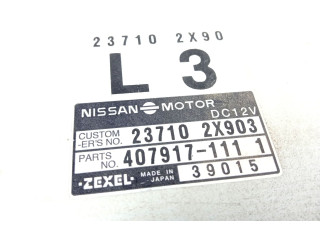 23710 2X90
L 3
NISSAN MOTOR DC12V
CUSTOM -ER'S NO. 23710 2X903
PARTS NO. 407917-111 1
ZEXEL MADE IN JAPAN 39015